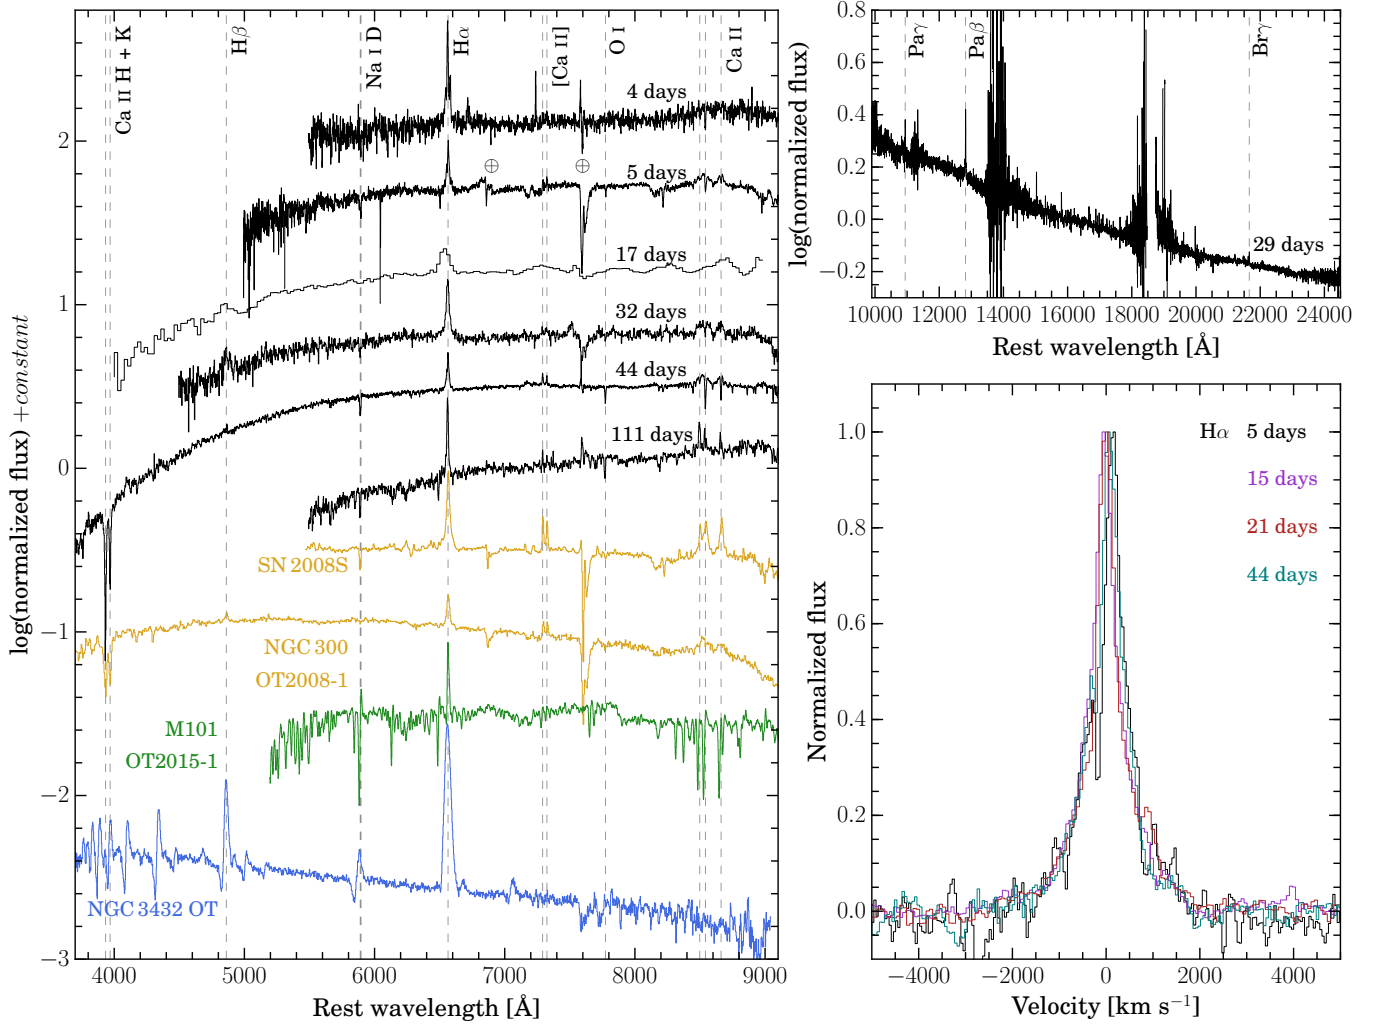 Ca II H + K
Hβ
Na I D
Hα
[Ca II]
O I
Ca II
4 days
⊕
⊕
5 days
17 days
32 days
44 days
111 days
SN 2008S
NGC 300
OT2008-1
M101
OT2015-1
NGC 3432 OT
2
1
0
−1
−2
−3
log(normalized flux) +constant
4000 5000 6000 7000 8000 9000
Rest wavelength [Å]
Paγ
Paβ
Brγ
29 days
0.8
0.6
0.4
0.2
0.0
−0.2
log(normalized flux)
10000 12000 14000 16000 18000 20000 22000 24000
Rest wavelength [Å]
Hα 5 days
15 days
21 days
44 days
1.0
0.8
0.6
0.4
0.2
0.0
Normalized flux
−4000 −2000 0 2000 4000
Velocity [km s⁻¹]